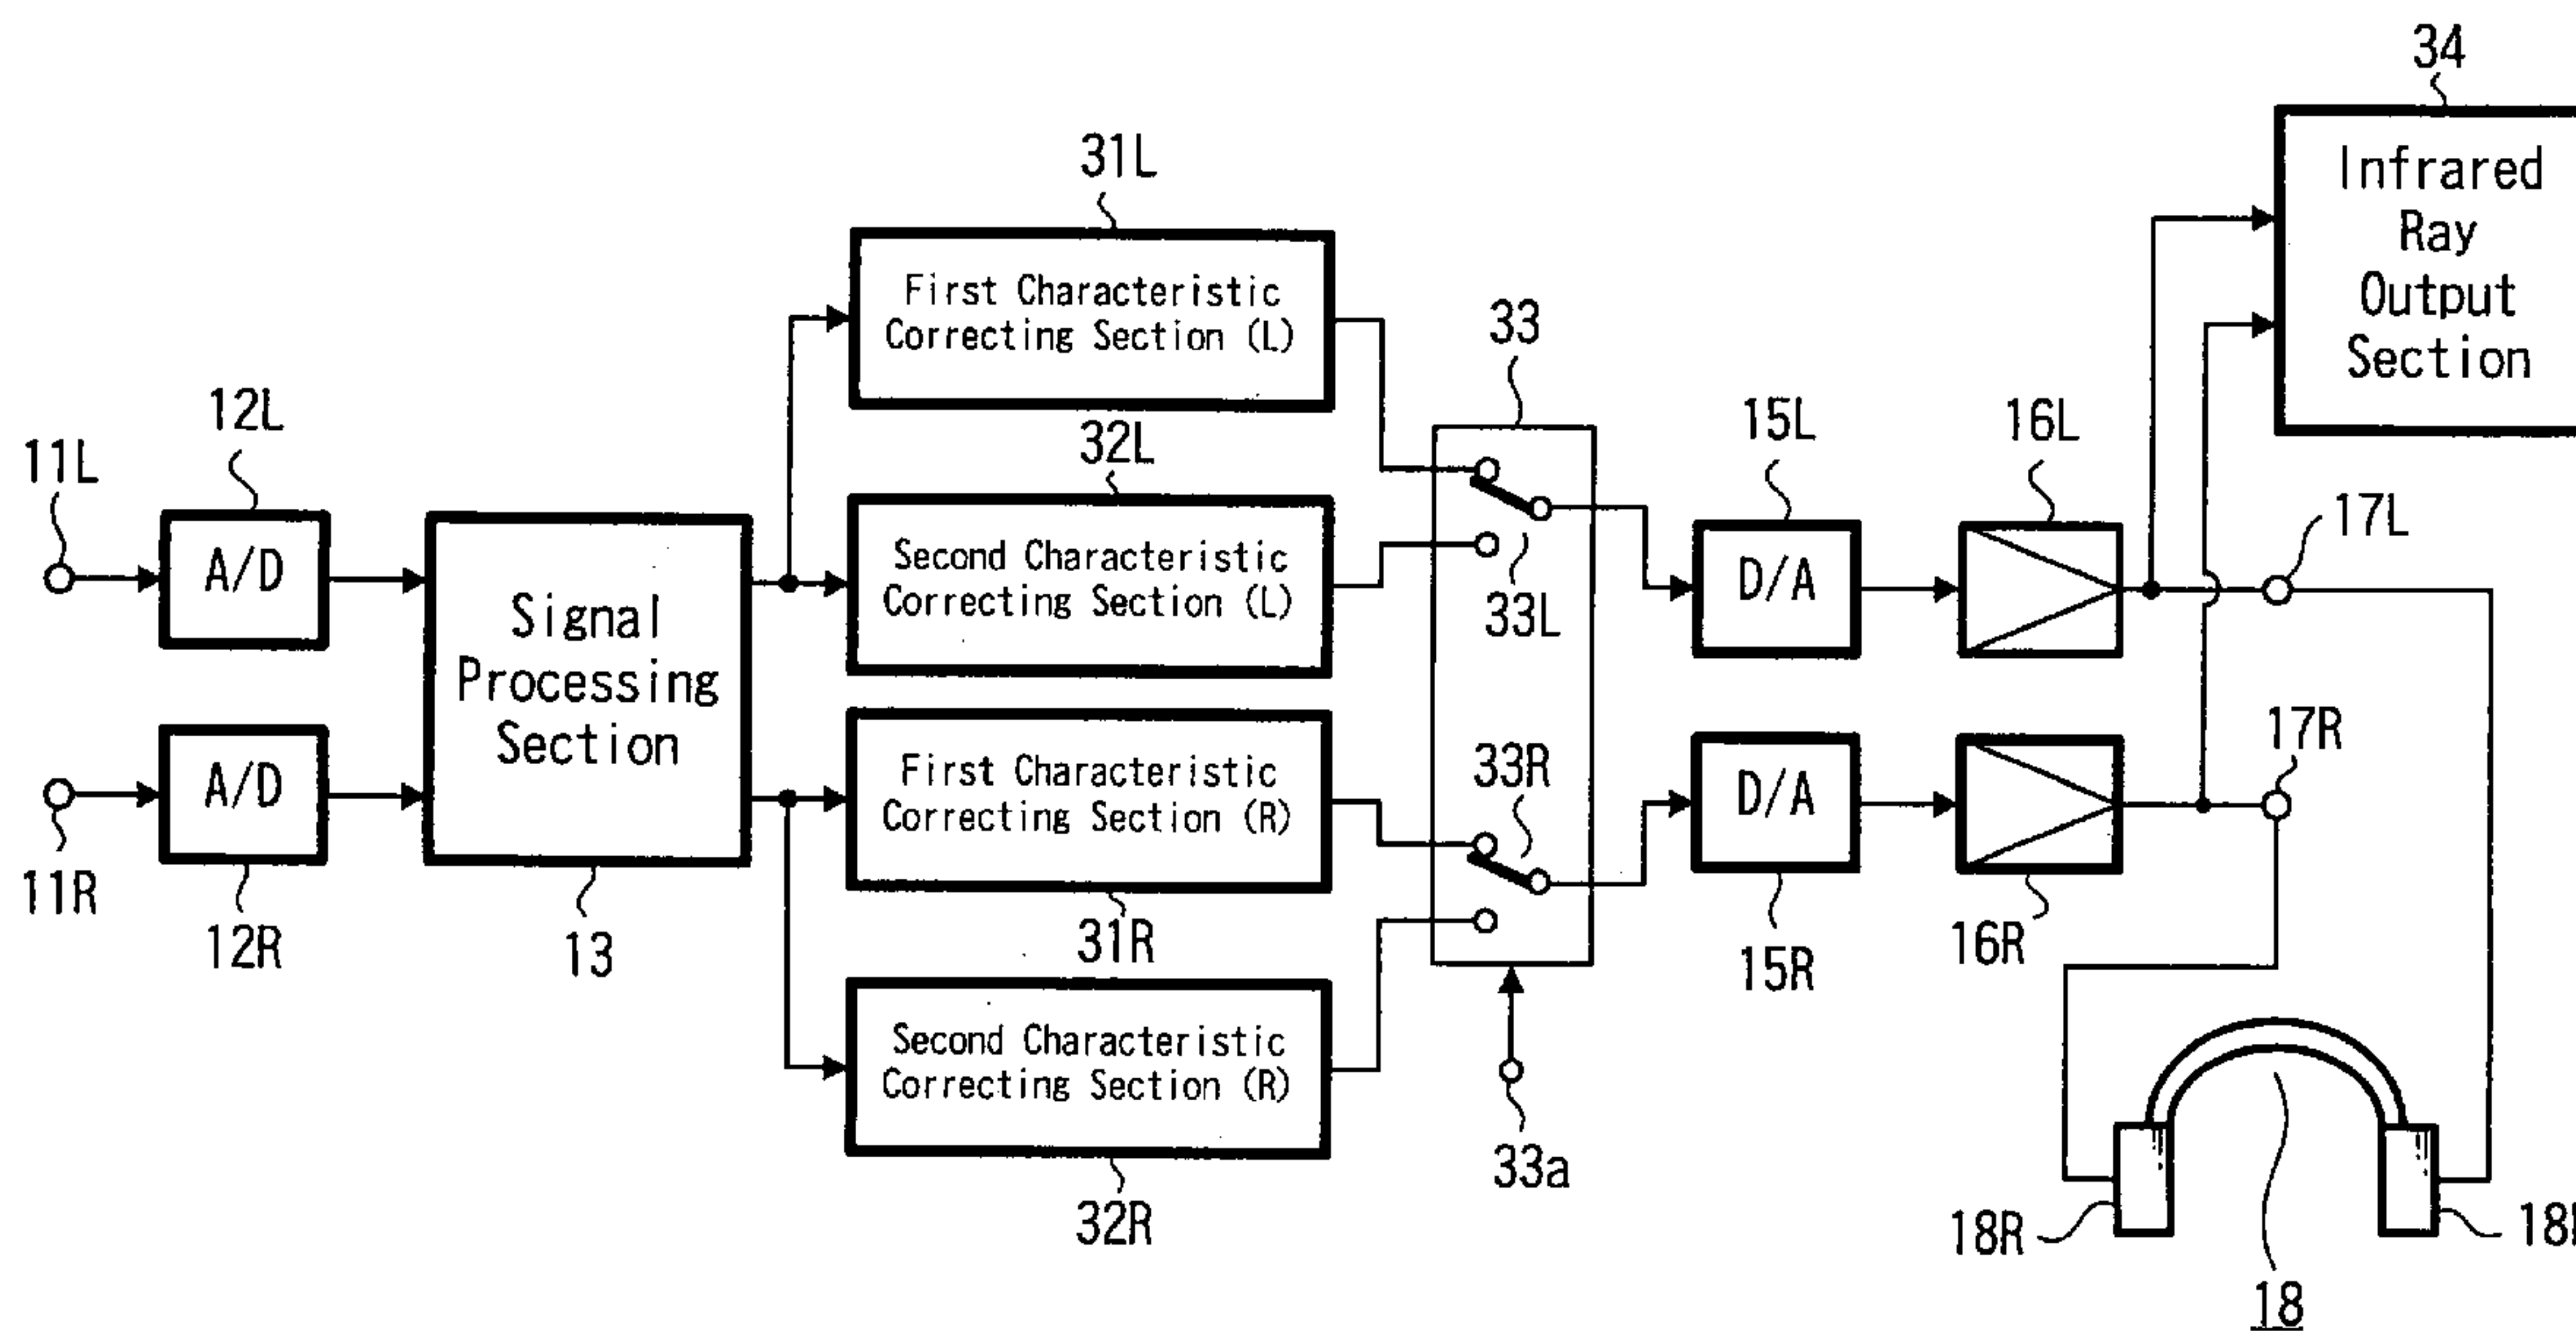 34
Infrared
Ray
Output
Section
31L
First Characteristic
Correcting Section (L)
33
12L
11L
A/D
32L
Second Characteristic
Correcting Section (L)
33L
15L
D/A
16L
17L
Signal
Processing
Section
13
A/D
11R
12R
First Characteristic
Correcting Section (R)
31R
33R
D/A
15R
16R
17R
Second Characteristic
Correcting Section (R)
32R
33a
18R
18